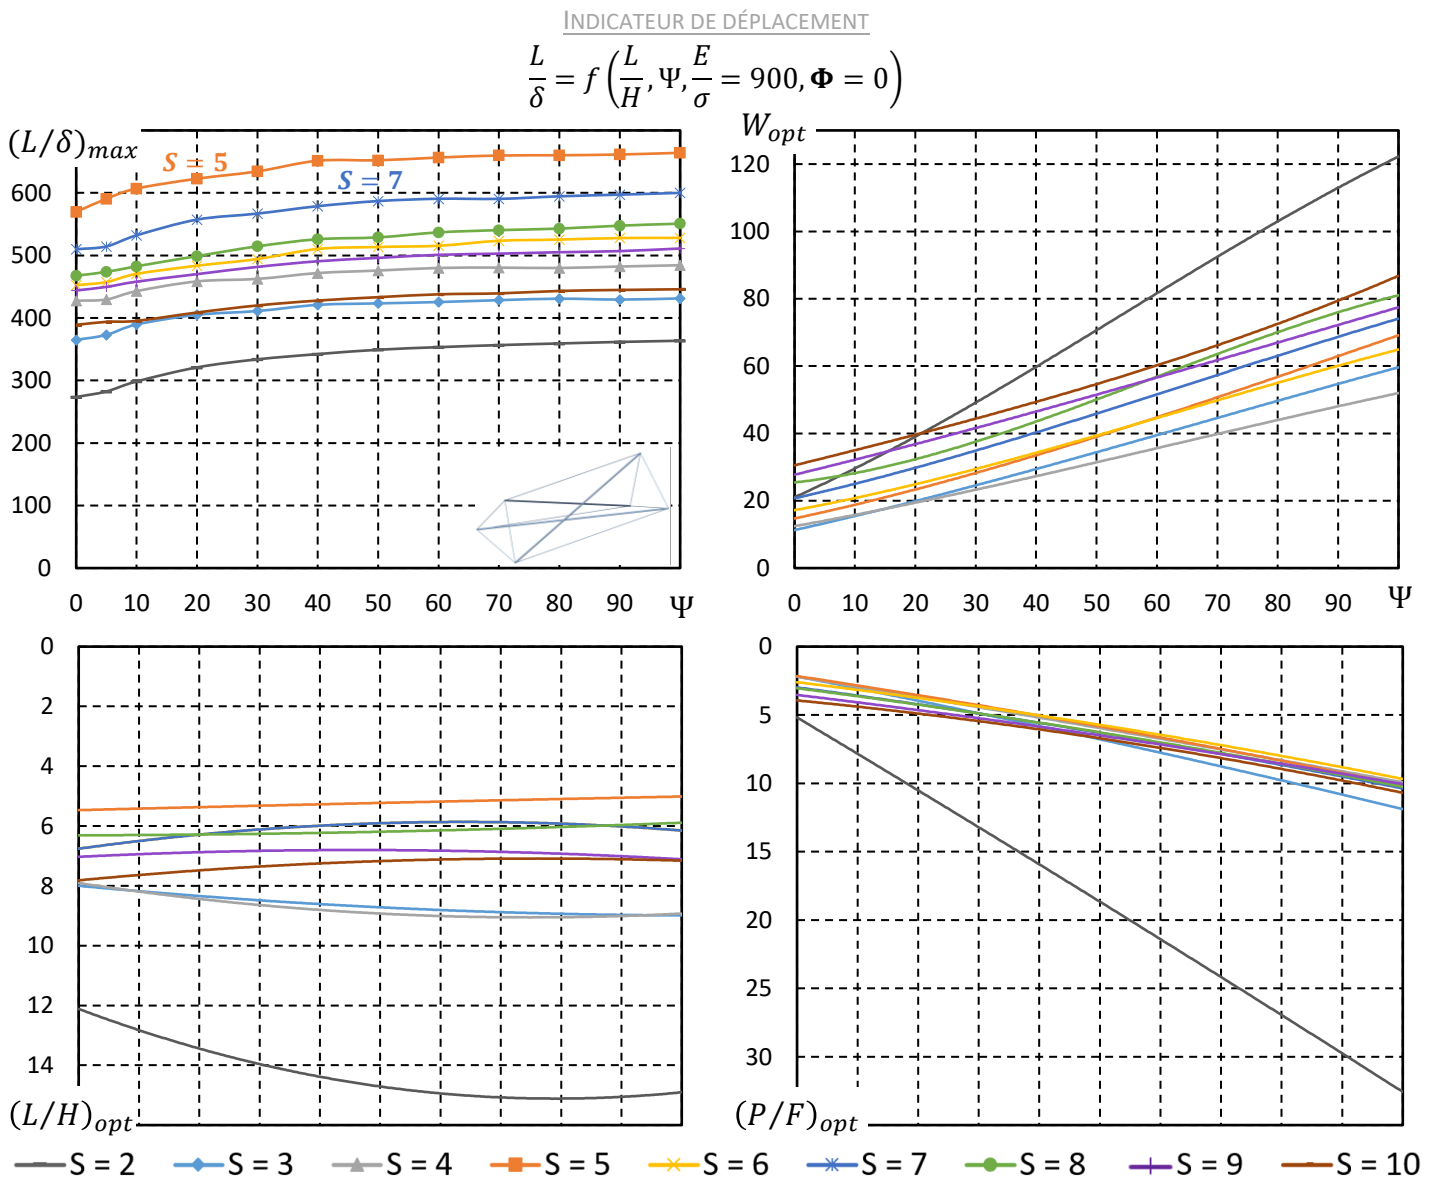 INDICATEUR DE DÉPLACEMENT
L/δ = f(L/H, Ψ, E/σ = 900, Φ = 0)
(L/δ)max
S = 5
S = 7
600
500
400
300
200
100
0
0 10 20 30 40 50 60 70 80 90 Ψ
Wopt
120
100
80
60
40
20
0
0 10 20 30 40 50 60 70 80 90 Ψ
0
2
4
6
8
10
12
14
(L/H)opt
0
5
10
15
20
25
30
(P/F)opt
S = 2 S = 3 S = 4 S = 5 S = 6 S = 7 S = 8 S = 9 S = 10